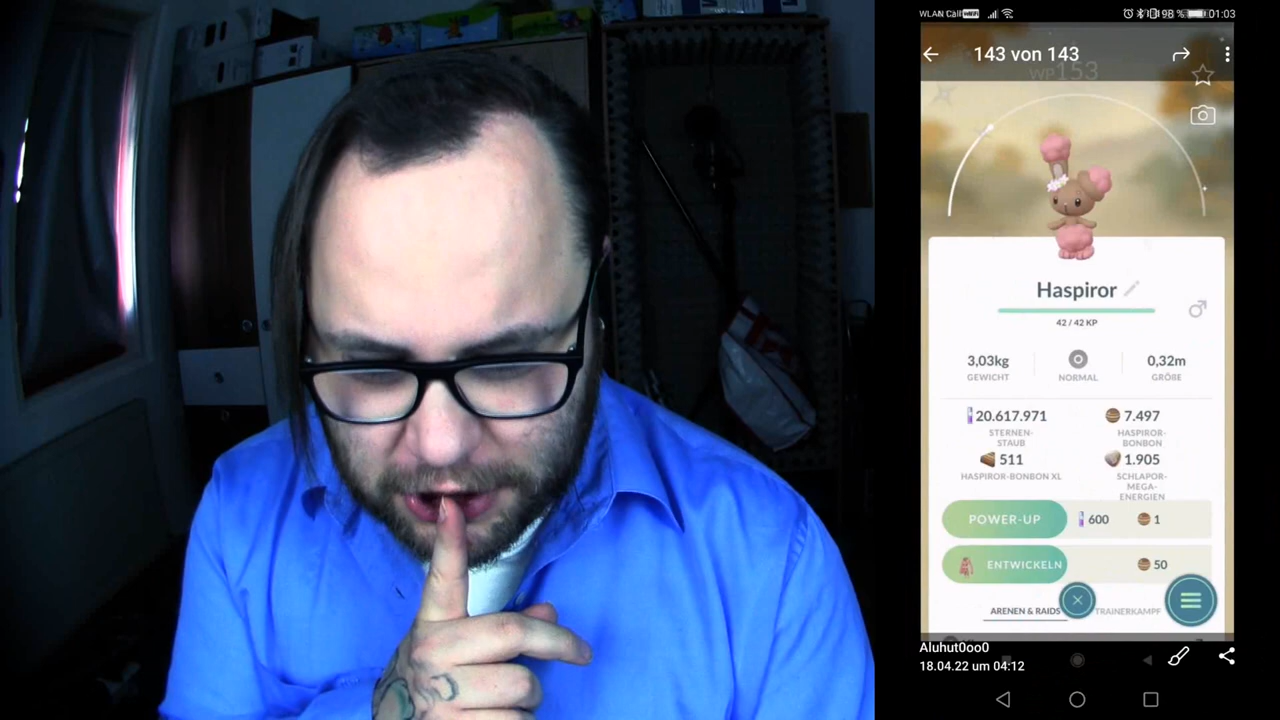 WLAN Call
98 %
01:03
143 von 143
WP153
Haspiror
42 / 42 KP
3,03kg
GEWICHT
NORMAL
0,32m
GRÖßE
20.617.971
STERNEN-
STAUB
7.497
HASPIROR-
BONBON
511
HASPIROR-BONBON XL
1.905
SCHLAPOR-
MEGA-
ENERGIEN
POWER-UP
600
1
ENTWICKELN
50
ARENEN & RAIDS
TRAINERKAMPF
Aluhut0oo0
18.04.22 um 04:12